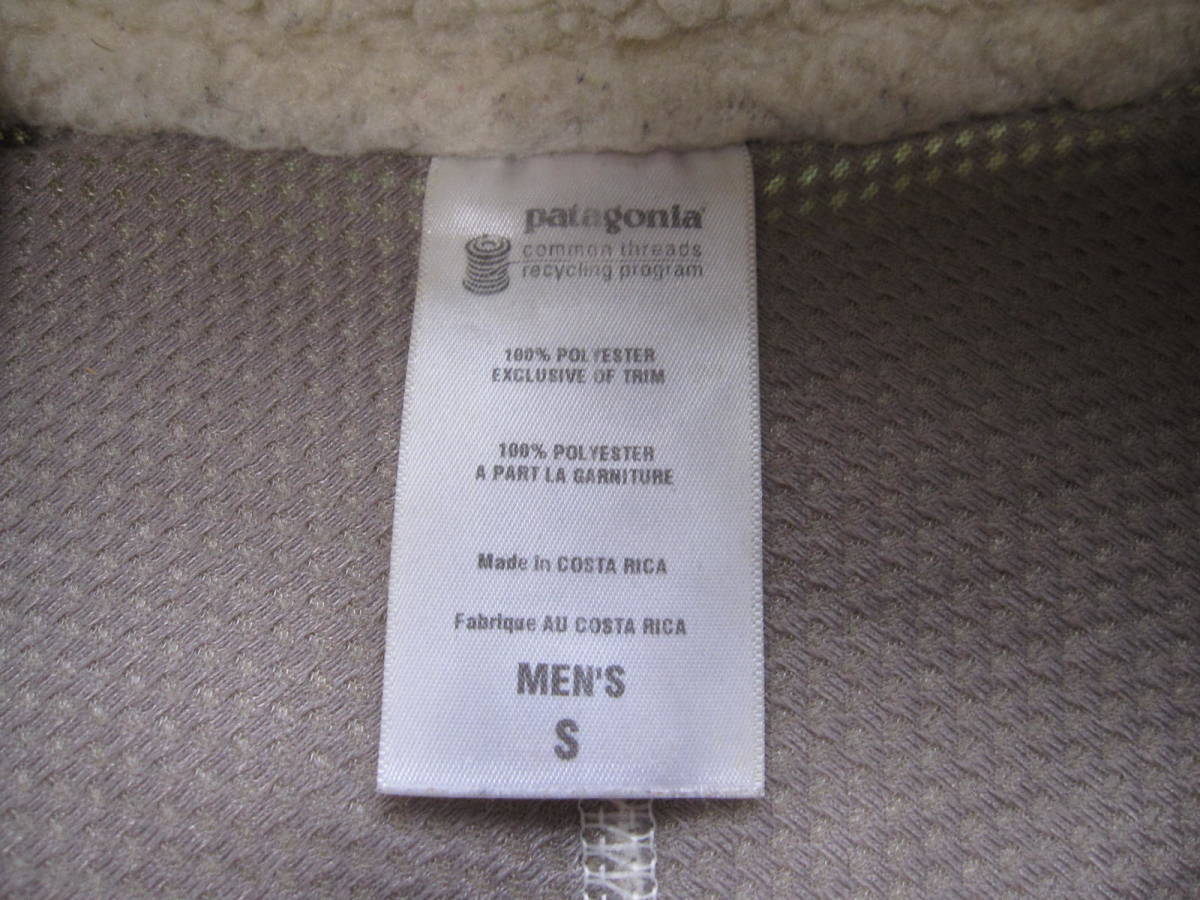 patagonia®
common threads
recycling program
100% POLYESTER
EXCLUSIVE OF TRIM
100% POLYESTER
A PART LA GARNITURE
Made in COSTA RICA
Fabrique AU COSTA RICA
MEN'S
S